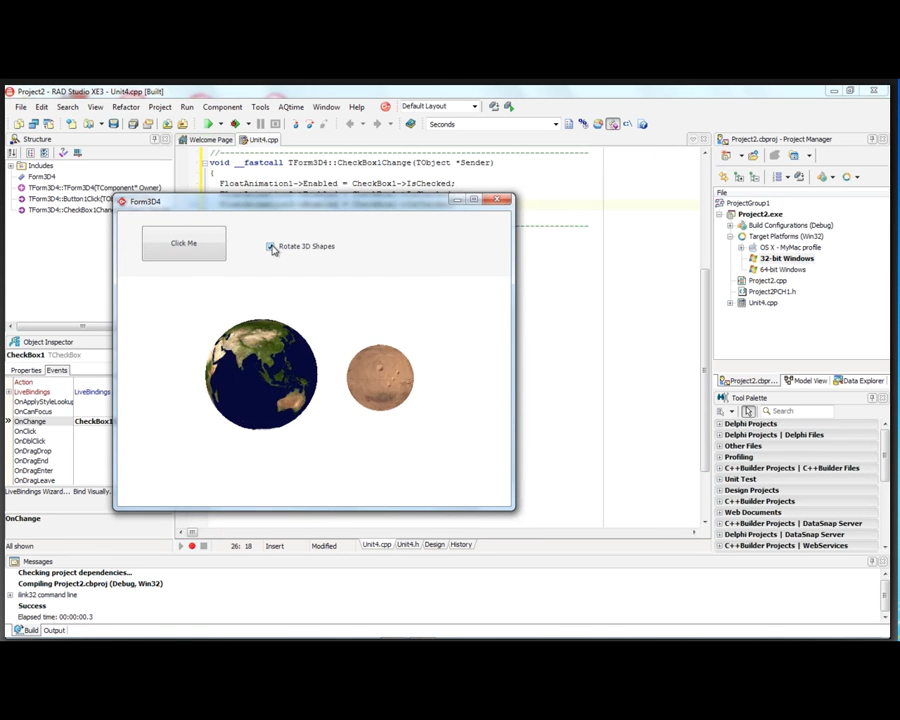 Project2 - RAD Studio XE3 - Unit4.cpp [Built]
File Edit Search View Refactor Project Run Component Tools AQtime Window Help Default Layout
Seconds
Structure
Includes
Form3D4
TForm3D4::TForm3D4(TComponent* Owner)
TForm3D4::Button1Click(TO
TForm3D4::CheckBox1Chan
Welcome Page Unit4.cpp
//
void __fastcall TForm3D4::CheckBox1Change(TObject *Sender)
{
FloatAnimation1->Enabled = CheckBox1->IsChecked;
Form3D4
Click Me
Rotate 3D Shapes
Object Inspector
CheckBox1 TCheckBox
Properties Events
Action
LiveBindings LiveBindings
OnApplyStyleLookup
OnCanFocus
OnChange CheckBox1
OnClick
OnDblClick
OnDragDrop
OnDragEnd
OnDragEnter
OnDragLeave
LiveBindings Wizard... Bind Visually..
OnChange
All shown
26: 18 Insert Modified Unit4.cpp Unit4.h Design History
Project2.cbproj - Project Manager
File
ProjectGroup1
Project2.exe
Build Configurations (Debug)
Target Platforms (Win32)
OS X - MyMac profile
32-bit Windows
64-bit Windows
Project2.cpp
Project2PCH1.h
Unit4.cpp
Project2.cbpr... Model View Data Explorer
Tool Palette
Search
Delphi Projects
Delphi Projects | Delphi Files
Other Files
Profiling
C++Builder Projects | C++Builder Files
Unit Test
Design Projects
C++Builder Projects
Web Documents
C++Builder Projects | DataSnap Server
Delphi Projects | DataSnap Server
C++Builder Projects | WebServices
Messages
Checking project dependencies...
Compiling Project2.cbproj (Debug, Win32)
ilink32 command line
Success
Elapsed time: 00:00:00.3
Build Output